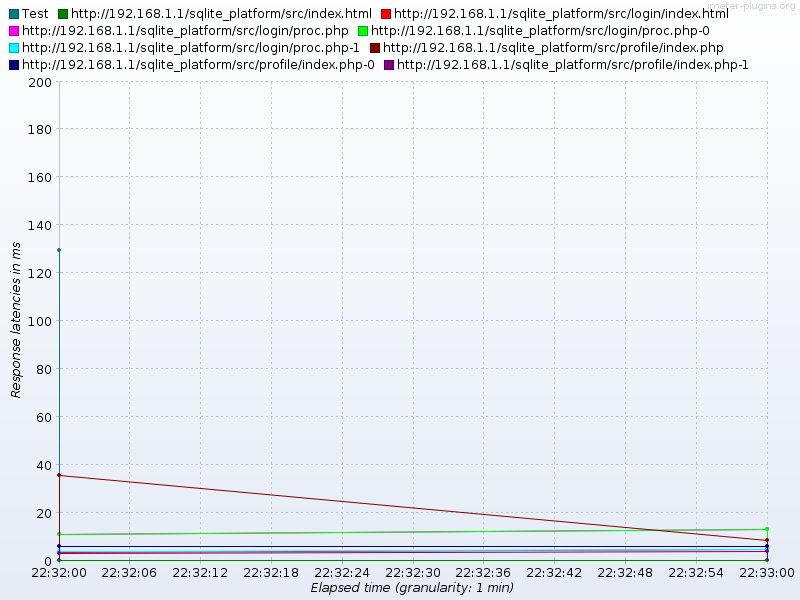 jmeter-plugins.org
Test http://192.168.1.1/sqlite_platform/src/index.html http://192.168.1.1/sqlite_platform/src/login/index.html
http://192.168.1.1/sqlite_platform/src/login/proc.php http://192.168.1.1/sqlite_platform/src/login/proc.php-0
http://192.168.1.1/sqlite_platform/src/login/proc.php-1 http://192.168.1.1/sqlite_platform/src/profile/index.php
http://192.168.1.1/sqlite_platform/src/profile/index.php-0 http://192.168.1.1/sqlite_platform/src/profile/index.php-1
200
180
160
140
120
100
80
60
40
20
0
Response latencies in ms
22:32:00 22:32:06 22:32:12 22:32:18 22:32:24 22:32:30 22:32:36 22:32:42 22:32:48 22:32:54 22:33:00
Elapsed time (granularity: 1 min)